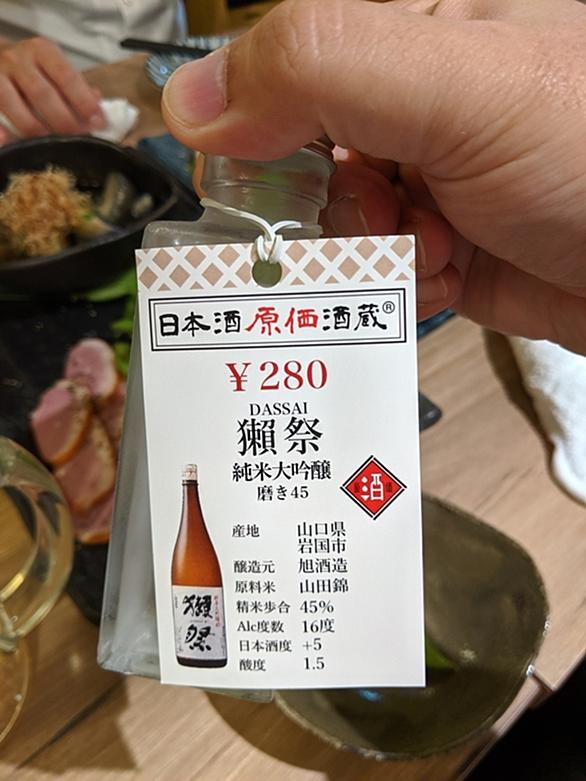 日本酒原価酒蔵®
￥280
DASSAI
獺祭
純米大吟醸
磨き45
酒
産地 山口県
岩国市
醸造元 旭酒造
原料米 山田錦
精米歩合 45%
Alc度数 16度
日本酒度 +5
酸度 1.5
獺祭